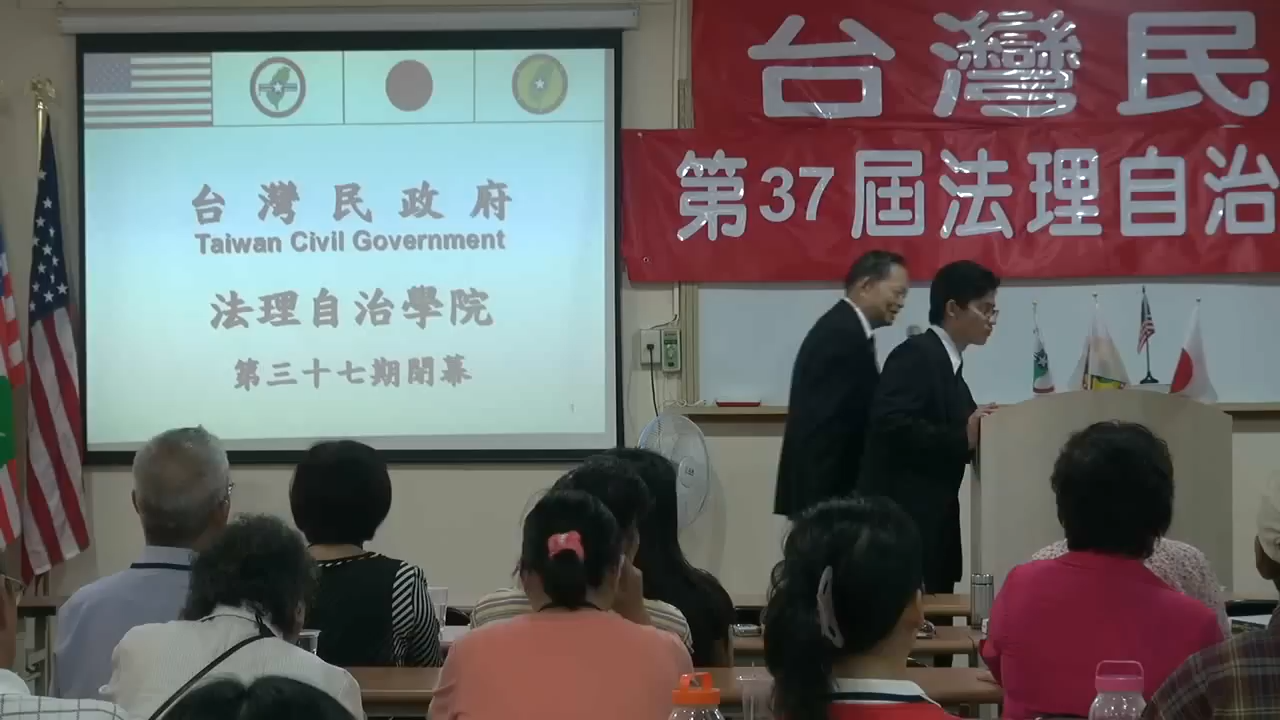 台灣民政府
Taiwan Civil Government
法理自治學院
第三十七期開幕
台灣民
第37屆法理自治